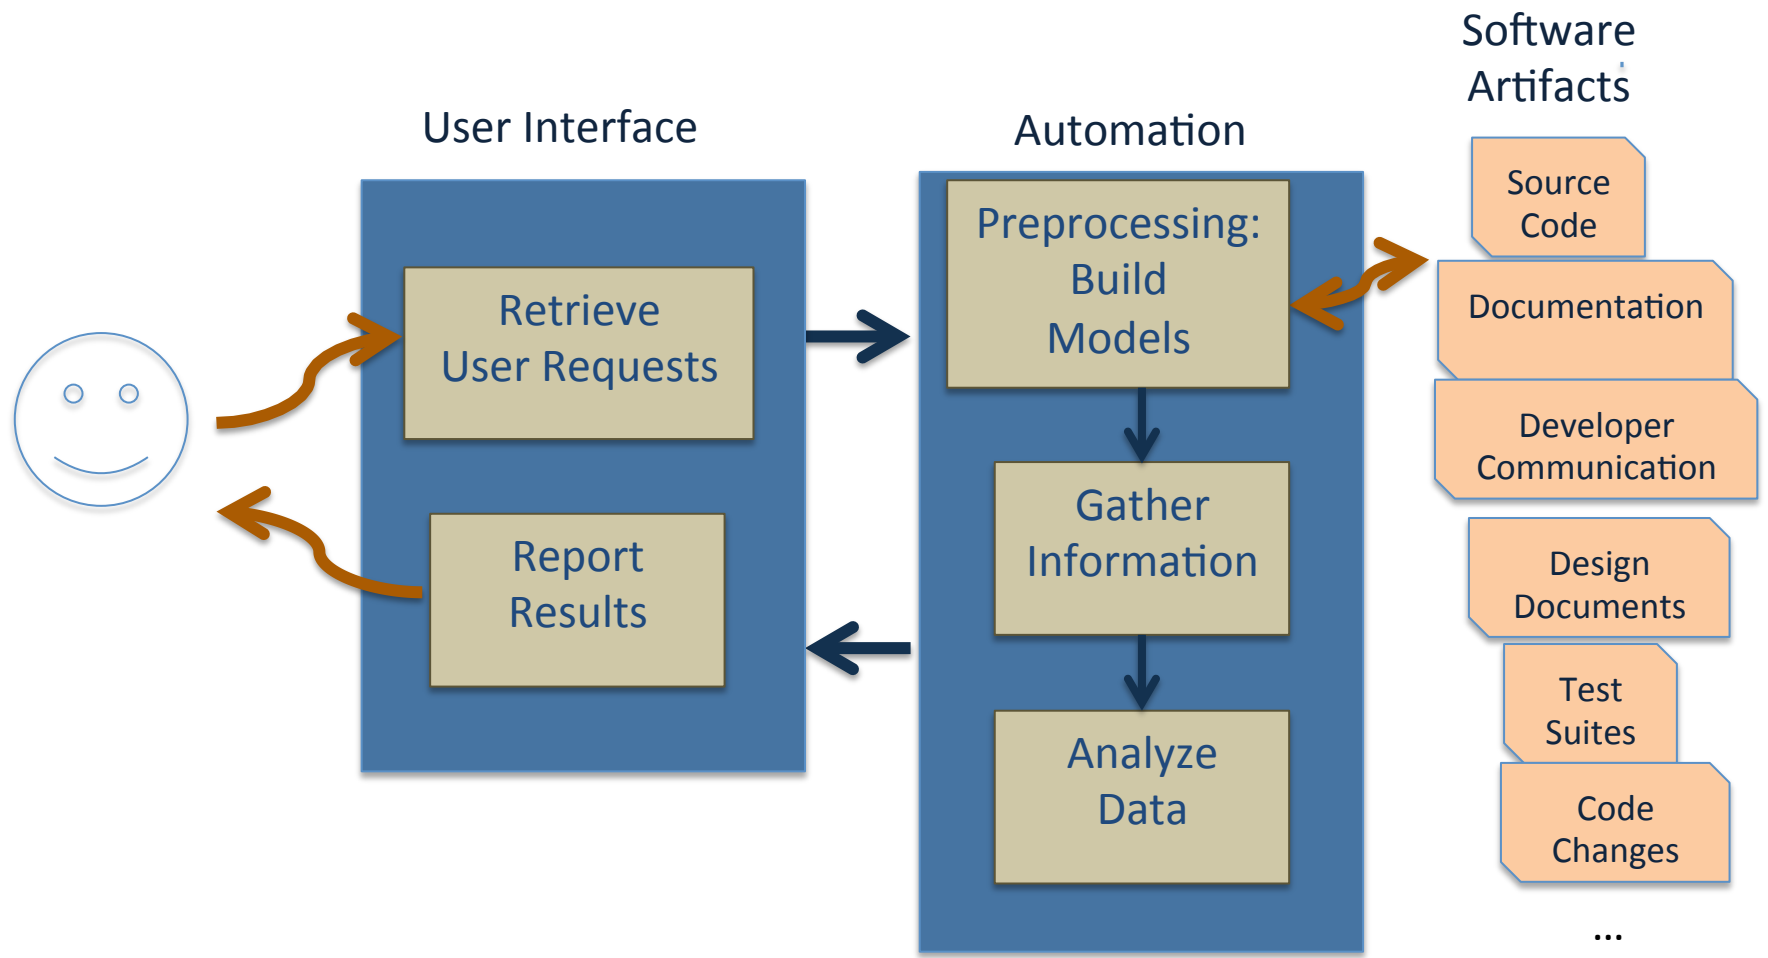 User Interface
Retrieve
User Requests
Report
Results
Automation
Preprocessing:
Build
Models
Gather
Information
Analyze
Data
Software
Artifacts
Source
Code
Documentation
Developer
Communication
Design
Documents
Test
Suites
Code
Changes
...